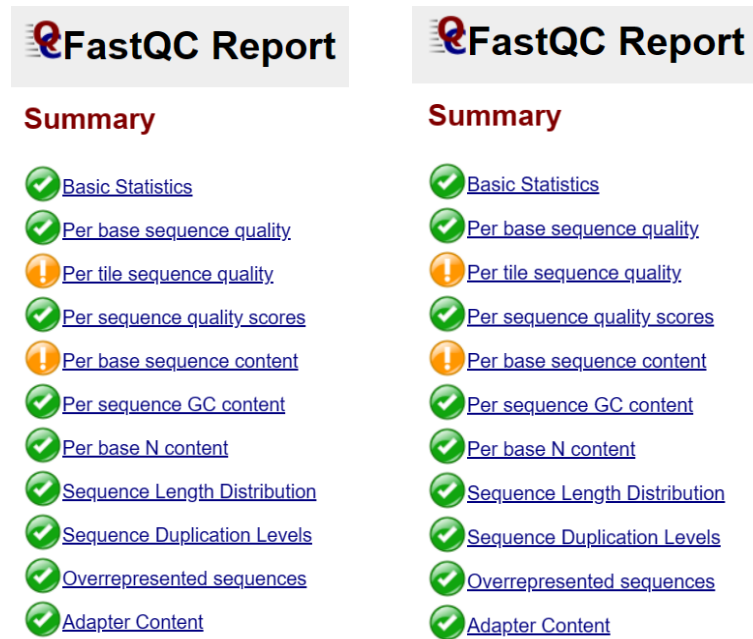 FastQC Report
Summary
Basic Statistics
Per base sequence quality
Per tile sequence quality
Per sequence quality scores
Per base sequence content
Per sequence GC content
Per base N content
Sequence Length Distribution
Sequence Duplication Levels
Overrepresented sequences
Adapter Content
FastQC Report
Summary
Basic Statistics
Per base sequence quality
Per tile sequence quality
Per sequence quality scores
Per base sequence content
Per sequence GC content
Per base N content
Sequence Length Distribution
Sequence Duplication Levels
Overrepresented sequences
Adapter Content